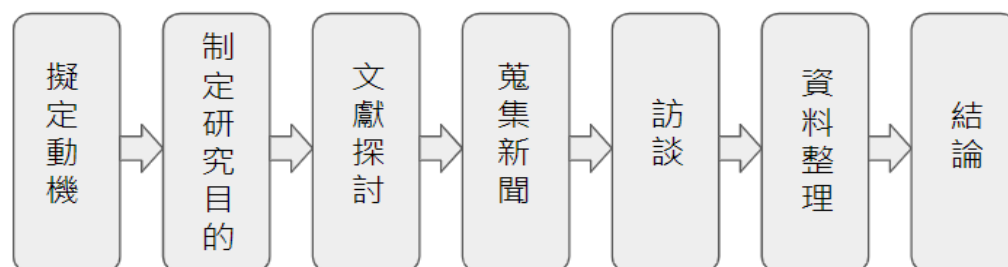 擬定動機
制定研究目的
文獻探討
蒐集新聞
訪談
資料整理
結論